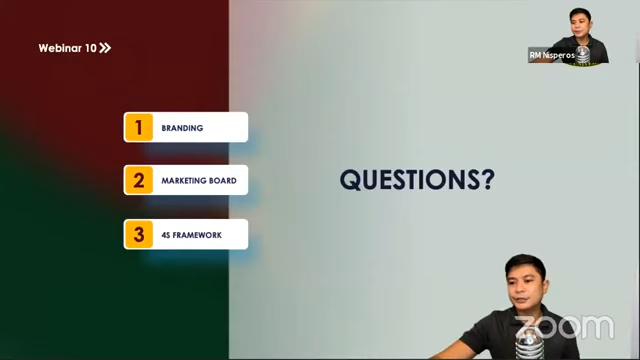 Webinar 10
RM Nisperos
1 BRANDING
2 MARKETING BOARD
3 4S FRAMEWORK
QUESTIONS?
zoom